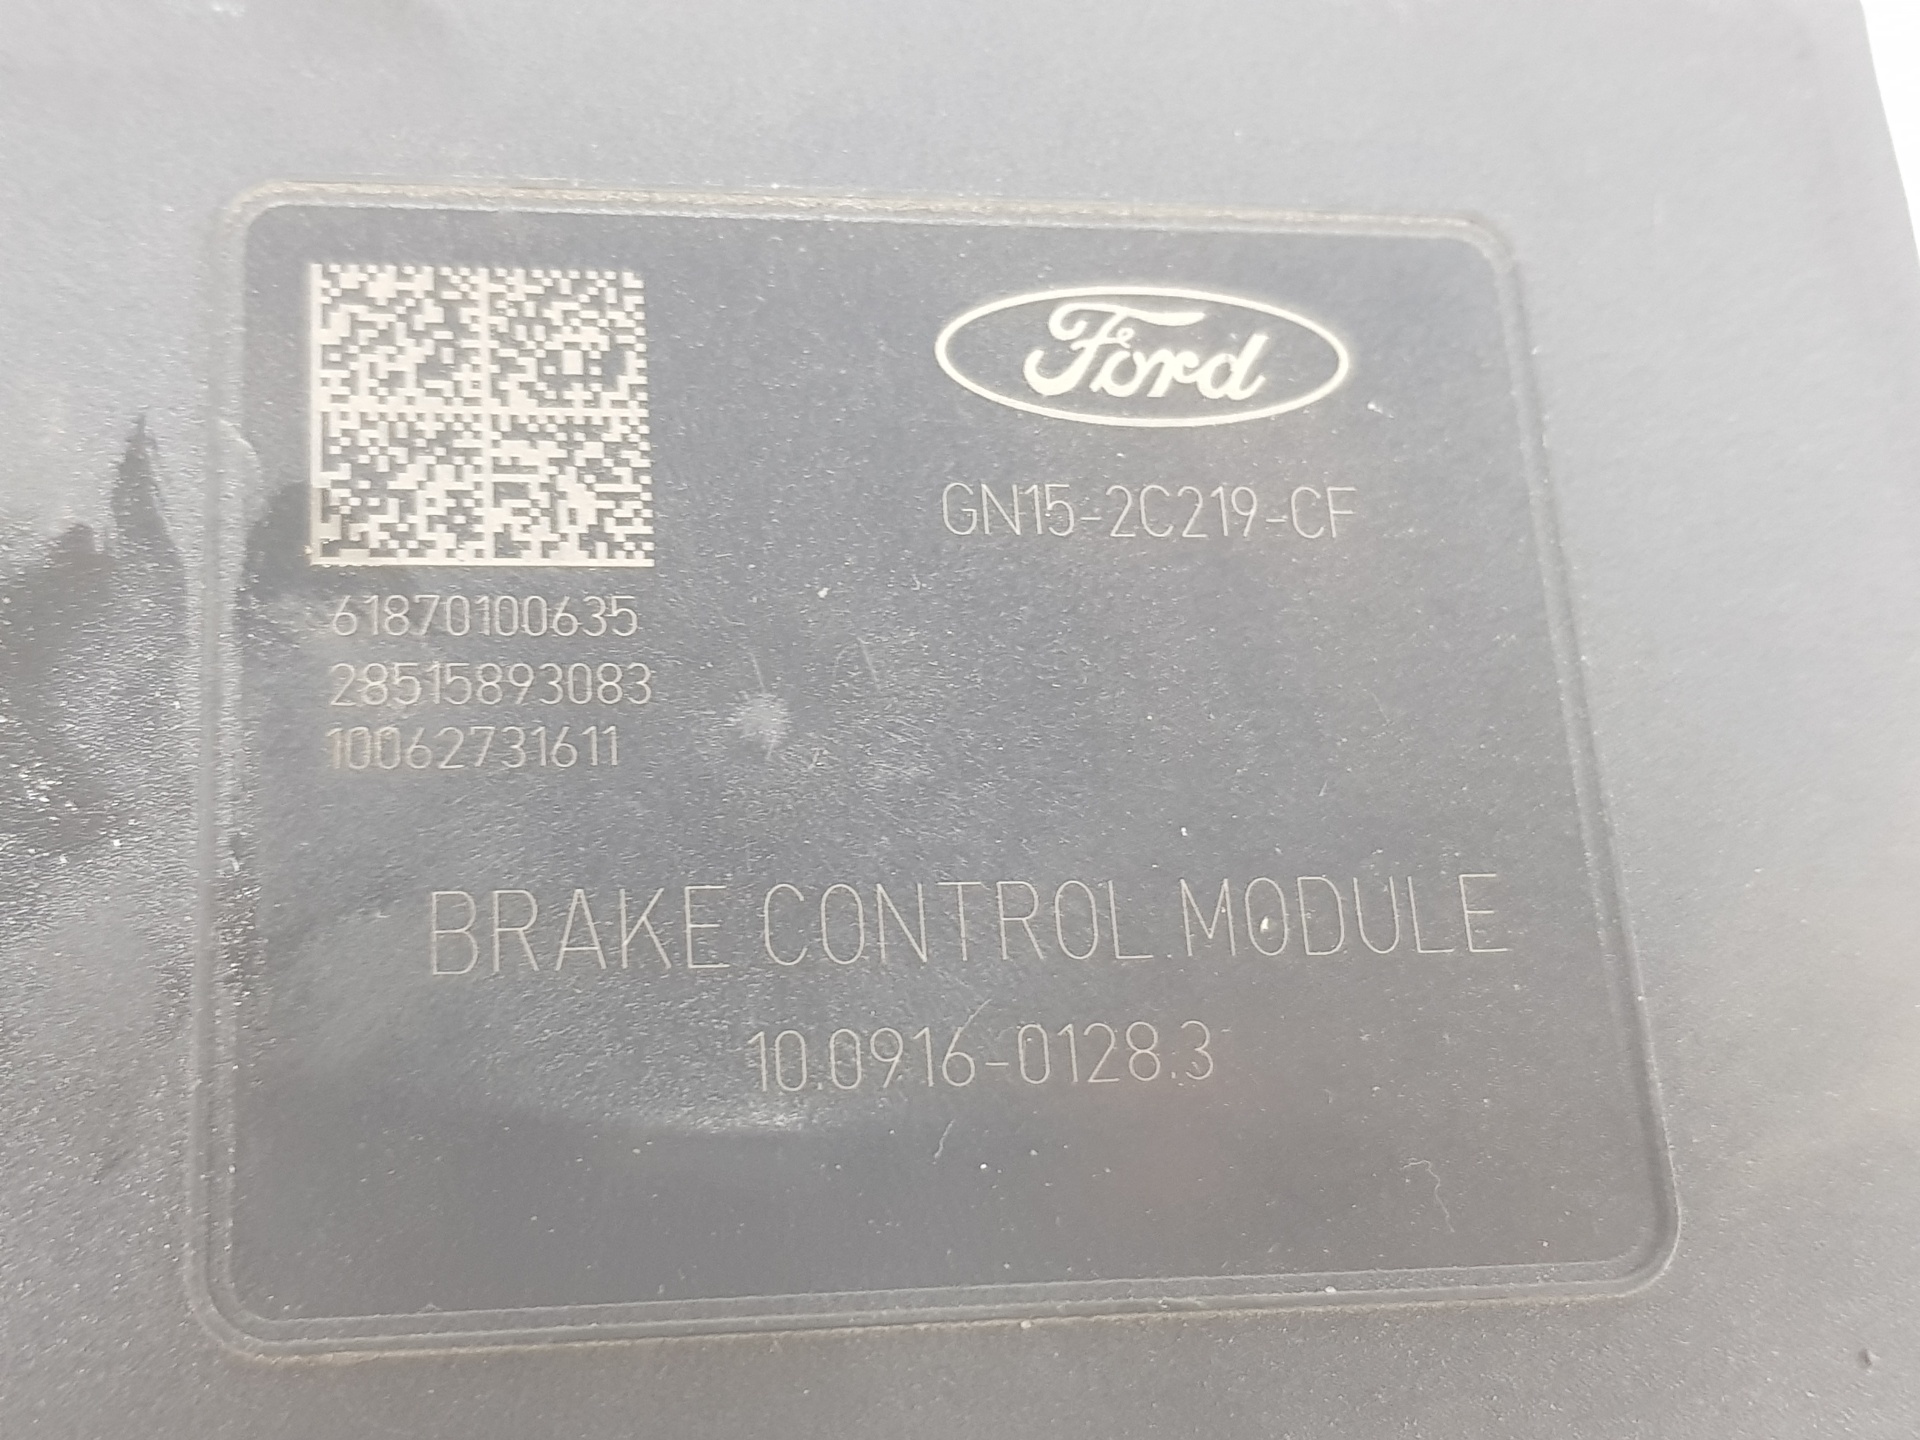 Ford
GN15-2C219-CF
61870100635
28515893083
10062731611
BRAKE CONTROL MODULE
10.0916-0128.3